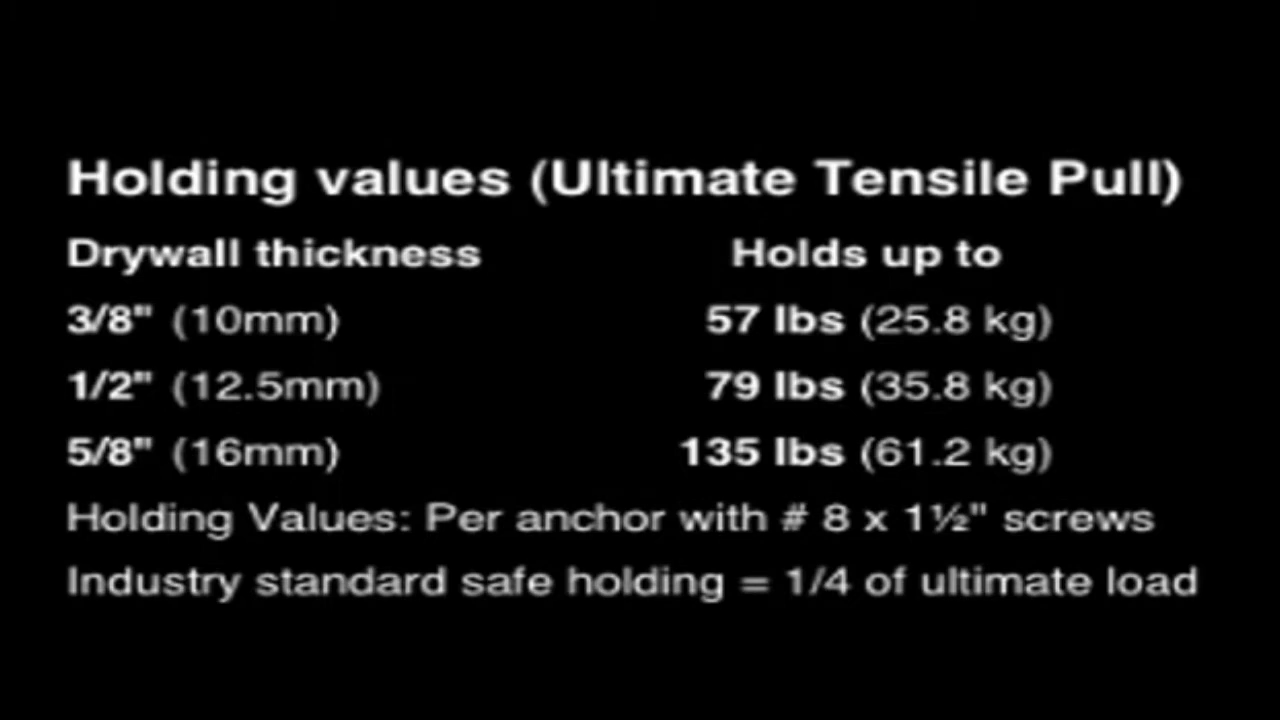 Holding values (Ultimate Tensile Pull)
Drywall thickness Holds up to
3/8" (10mm) 57 lbs (25.8 kg)
1/2" (12.5mm) 79 lbs (35.8 kg)
5/8" (16mm) 135 lbs (61.2 kg)
Holding Values: Per anchor with # 8 x 1½" screws
Industry standard safe holding = 1/4 of ultimate load